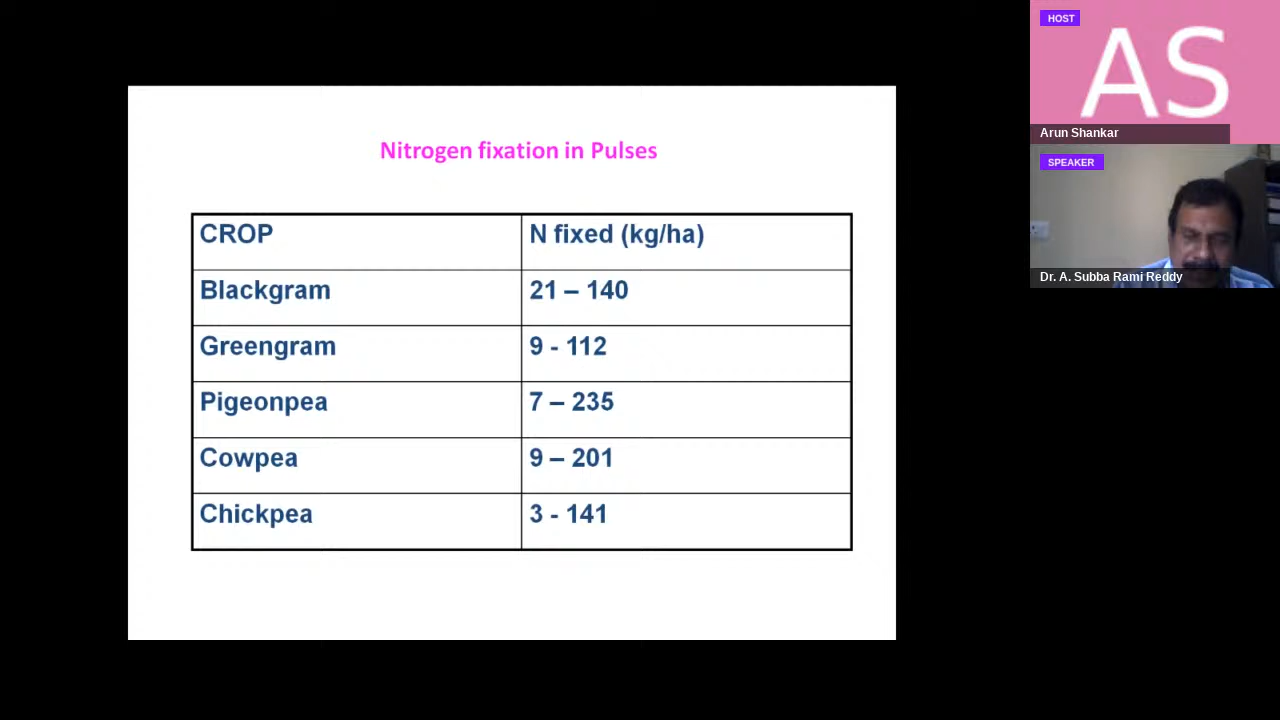 Nitrogen fixation in Pulses
CROP N fixed (kg/ha)
Blackgram 21 – 140
Greengram 9 - 112
Pigeonpea 7 – 235
Cowpea 9 – 201
Chickpea 3 - 141
HOST
AS
Arun Shankar
SPEAKER
Dr. A. Subba Rami Reddy